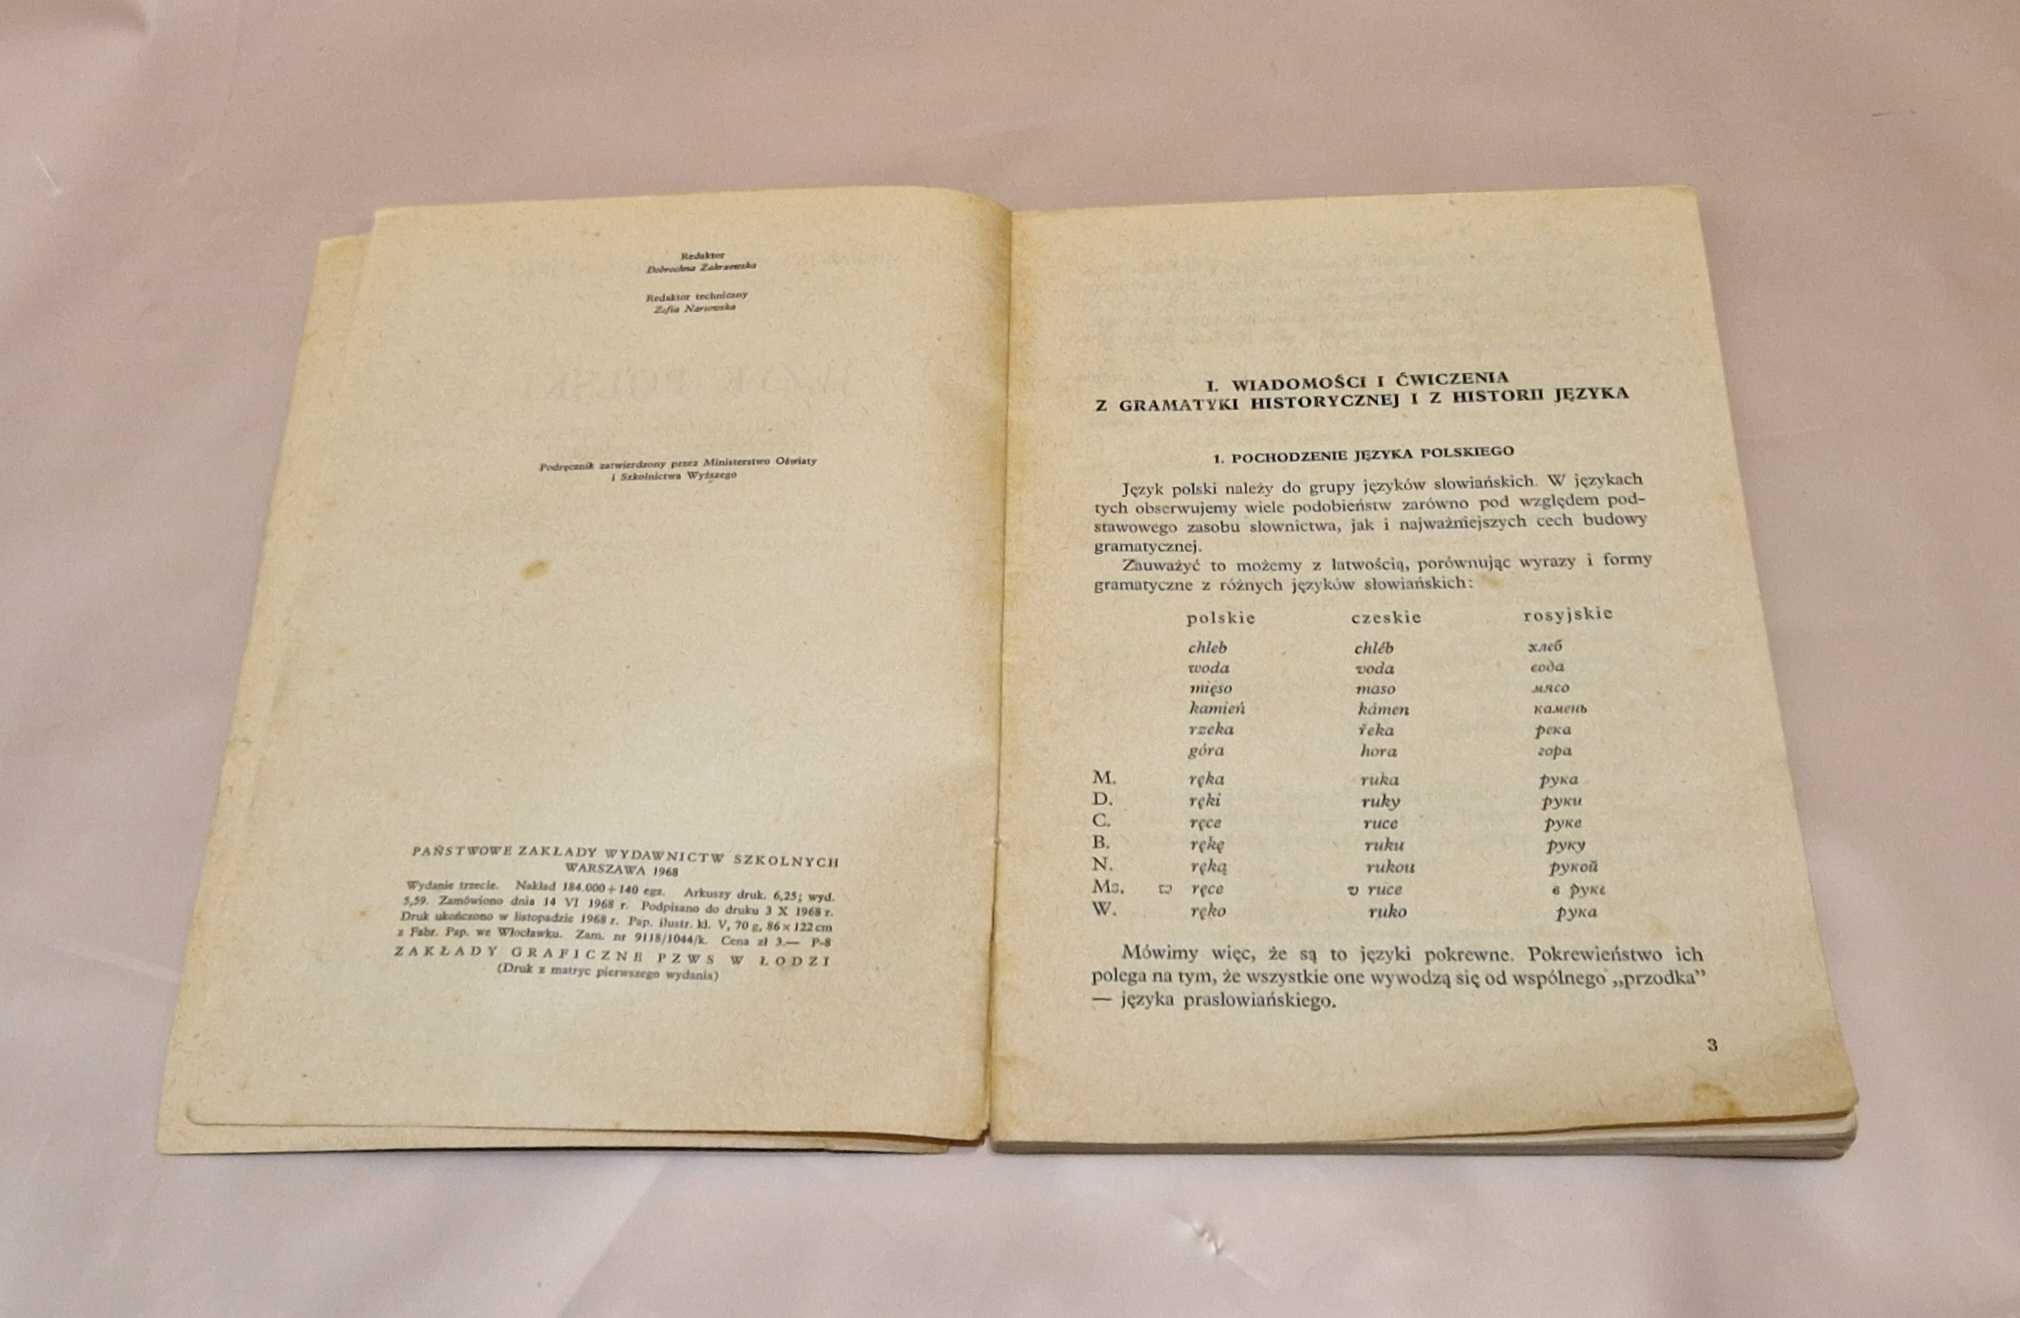 Redaktor
Dobrochna Zakrzewska
Redaktor techniczny
Zofia Narowska
Podręcznik zatwierdzony przez Ministerstwo Oświaty
i Szkolnictwa Wyższego
PAŃSTWOWE ZAKŁADY WYDAWNICTW SZKOLNYCH
WARSZAWA 1968
Wydanie trzecie. Nakład 184.000+140 egz. Arkuszy druk. 6,25; wyd.
5,59. Zamówiono dnia 14 VI 1968 r. Podpisano do druku 3 X 1968 r.
Druk ukończono w listopadzie 1968 r. Pap. ilustr. kl. V, 70 g, 86×122 cm
z Fabr. Pap. we Włocławku. Zam. nr 9118/1044/k. Cena zł 3.— P-8
ZAKŁADY GRAFICZNE PZWS W ŁODZI
(Druk z matryc pierwszego wydania)
I. WIADOMOŚCI I ĆWICZENIA
Z GRAMATYKI HISTORYCZNEJ I Z HISTORII JĘZYKA
1. POCHODZENIE JĘZYKA POLSKIEGO
Język polski należy do grupy języków słowiańskich. W językach
tych obserwujemy wiele podobieństw zarówno pod względem pod-
stawowego zasobu słownictwa, jak i najważniejszych cech budowy
gramatycznej.
Zauważyć to możemy z łatwością, porównując wyrazy i formy
gramatyczne z różnych języków słowiańskich:
polskie czeskie rosyjskie
chleb chléb хлеб
woda voda вода
mięso maso мясо
kamień kámen камень
rzeka řeka река
góra hora гора
M. ręka ruka рука
D. ręki ruky руки
C. ręce ruce руке
B. rękę ruku руку
N. ręką rukou рукой
Ms. w ręce v ruce в руке
W. ręko ruko рука
Mówimy więc, że są to języki pokrewne. Pokrewieństwo ich
polega na tym, że wszystkie one wywodzą się od wspólnego „przodka”
— języka prasłowiańskiego.
3